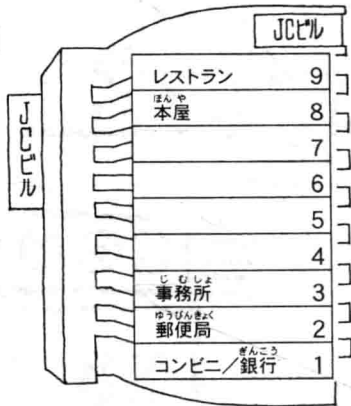 JCビル
JCビル
レストラン 9
ほんや
本屋 8
7
6
5
4
じむしょ
事務所 3
ゆうびんきょく
郵便局 2
ぎんこう
コンビニ/銀行 1